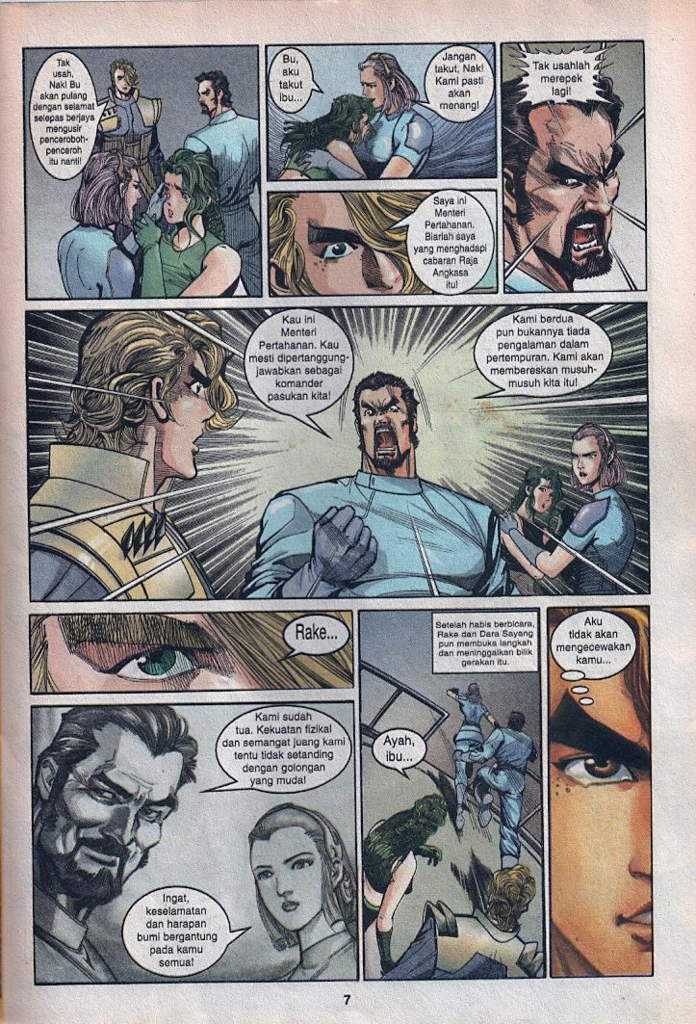 Tak
usah,
Nak! Bu
akan pulang
dengan selamat
selepas berjaya
mengusir
penceroboh-
penceroh
itu nanti!
Bu,
aku
takut
ibu...
Jangan
takut, Nak!
Kami pasti
akan
menang!
Tak usahlah
merepek
lagi!
Saya ini
Menteri
Pertahanan.
Biarlah saya
yang menghadapi
cabaran Raja
Angkasa
itu!
Kau ini
Menteri
Pertahanan. Kau
mesti dipertanggung-
jawabkan sebagai
komander
pasukan kita!
Kami berdua
pun bukannya tiada
pengalaman dalam
pertempuran. Kami akan
membereskan musuh-
musuh kita itu!
Rake...
Kami sudah
tua. Kekuatan fizikal
dan semangat juang kami
tentu tidak setanding
dengan golongan
yang muda!
Ingat,
keselamatan
dan harapan
bumi bergantung
pada kamu
semua!
Setelah habis berbicara,
Rake dan Dara Sayang
pun membuka langkah
dan meninggalkan bilik
gerakan itu.
Ayah,
ibu...
Aku
tidak akan
mengecewakan
kamu...
7